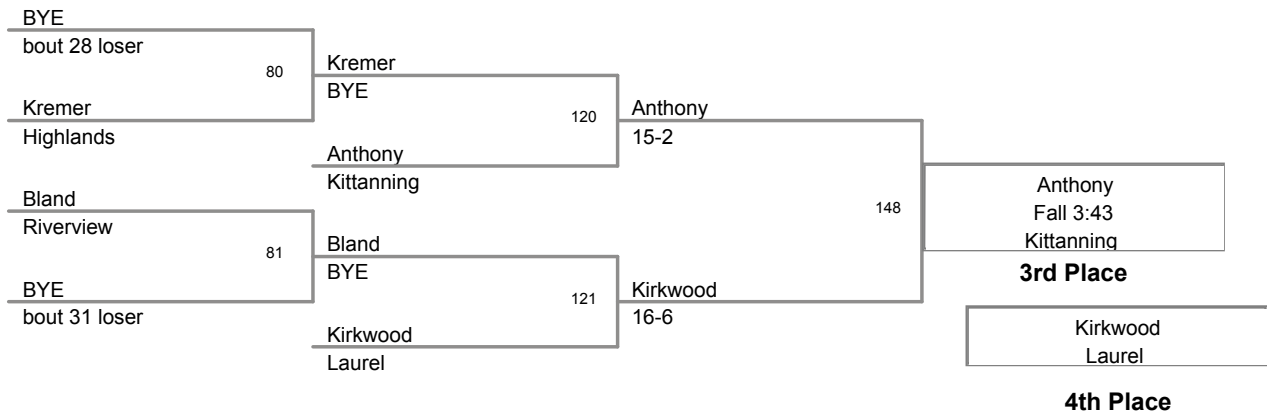 BYE
bout 28 loser
80
Kremer
Highlands
Kremer
BYE
120
Anthony
Kittanning
Anthony
15-2
Bland
Riverview
81
BYE
bout 31 loser
Bland
BYE
121
Kirkwood
Laurel
Kirkwood
16-6
148
Anthony
Fall 3:43
Kittanning
3rd Place
Kirkwood
Laurel
4th Place